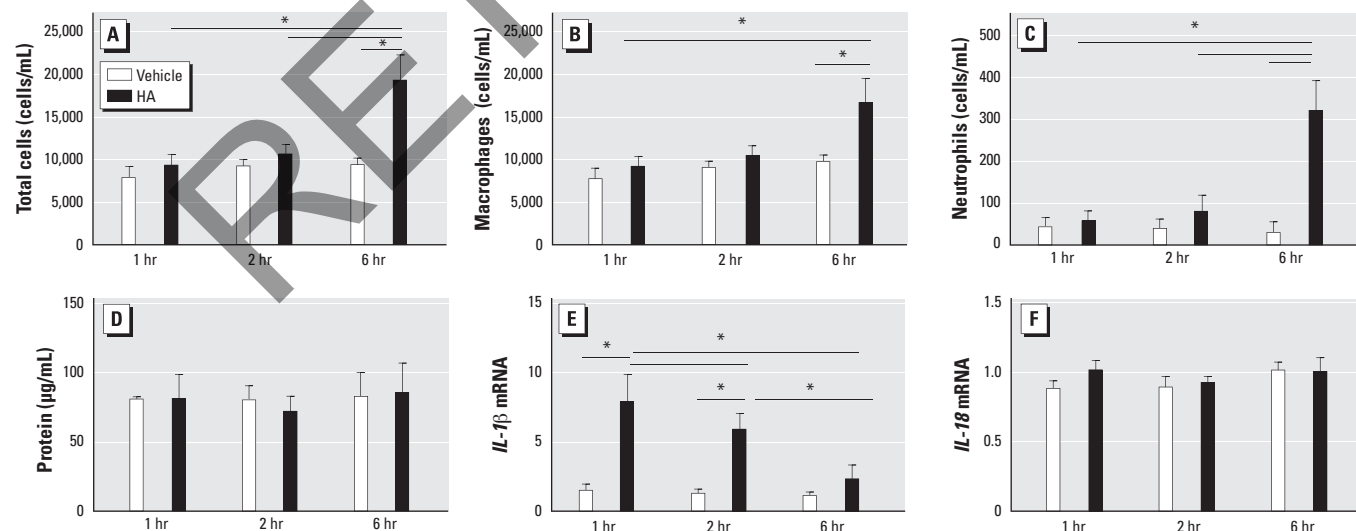 A
Total cells (cells/mL)
25,000
20,000
15,000
10,000
5,000
0
Vehicle
HA
*
*
1 hr
2 hr
6 hr
B
Macrophages (cells/mL)
25,000
20,000
15,000
10,000
5,000
0
*
*
1 hr
2 hr
6 hr
C
Neutrophils (cells/mL)
500
400
300
200
100
0
*
1 hr
2 hr
6 hr
D
Protein (µg/mL)
150
100
50
0
1 hr
2 hr
6 hr
E
IL-1β mRNA
15
10
5
0
*
*
*
*
1 hr
2 hr
6 hr
F
IL-18 mRNA
1.5
1.0
0.5
0
1 hr
2 hr
6 hr